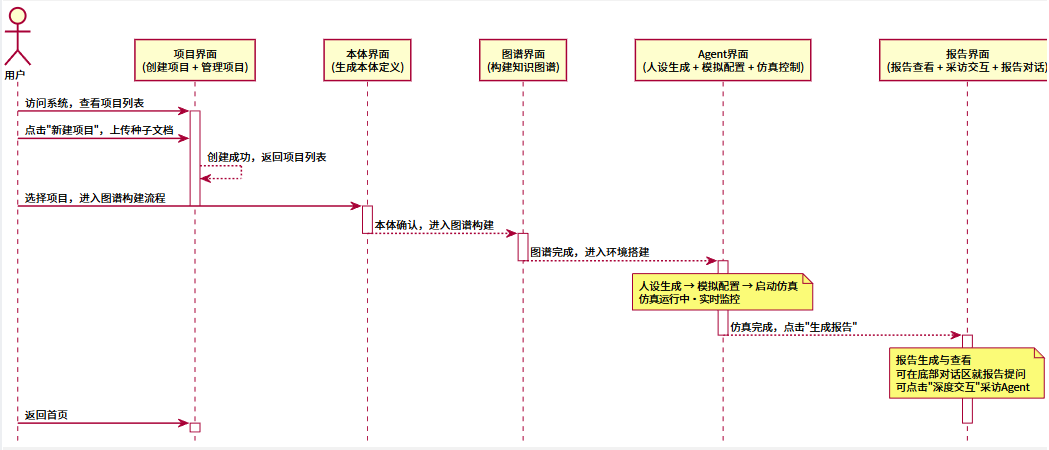 用户
项目界面
(创建项目 + 管理项目)
本体界面
(生成本体定义)
图谱界面
(构建知识图谱)
Agent界面
(人设生成 + 模拟配置 + 仿真控制)
报告界面
(报告查看 + 采访交互 + 报告对话)
访问系统，查看项目列表
点击"新建项目"，上传种子文档
创建成功，返回项目列表
选择项目，进入图谱构建流程
本体确认，进入图谱构建
图谱完成，进入环境搭建
人设生成 → 模拟配置 → 启动仿真
仿真运行中 · 实时监控
仿真完成，点击"生成报告"
报告生成与查看
可在底部对话区就报告提问
可点击"深度交互"采访Agent
返回首页